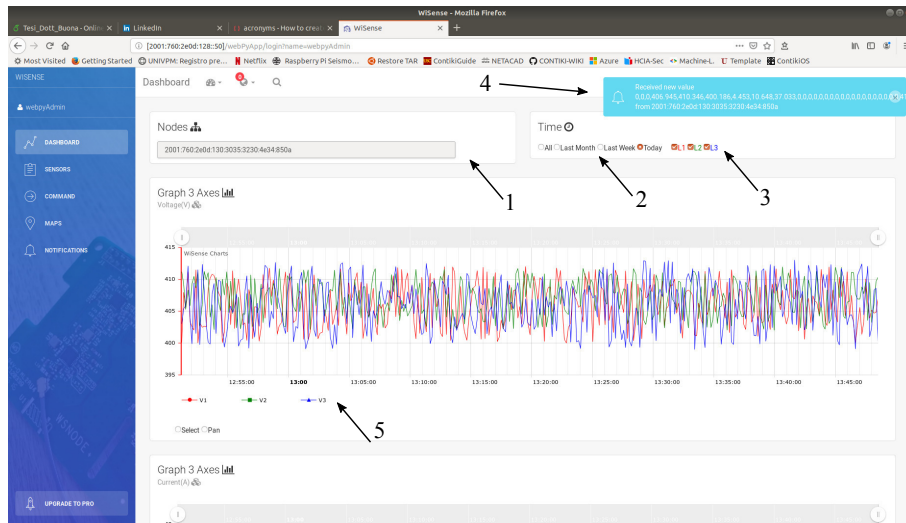 WiSense - Mozilla Firefox
Tesi_Dott_Buona - Onlin
LinkedIn
acronyms - How to creat
WiSense
[2001:760:2e0d:128::50]/webPyApp/login?name=webpyAdmin
Most Visited Getting Started UNIVPM: Registro pre... Netflix Raspberry Pi Seismo... Restore TAR ContikiGuide NETACAD CONTIKI-WIKI Azure HCIA-Sec Machine-L. Template ContikiOS
WISENSE
Dashboard
4
Received new value
from 2001:760:2e0d:130:3035:3230:4e34:850a
webpyAdmin
DASHBOARD
SENSORS
COMMAND
MAPS
NOTIFICATIONS
UPGRADE TO PRO
Nodes
2001:760:2e0d:130:3035:3230:4e34:850a
1
Time
All Last Month Last Week Today L1 L2 L3
2
3
Graph 3 Axes
Voltage(V)
WiSense Charts
415
410
405
400
395
12:55:00 13:00 13:05:00 13:10:00 13:15:00 13:20:00 13:25:00 13:30:00 13:35:00 13:40:00 13:45:00
V1 V2 V3
5
Select Pan
Graph 3 Axes
Current(A)